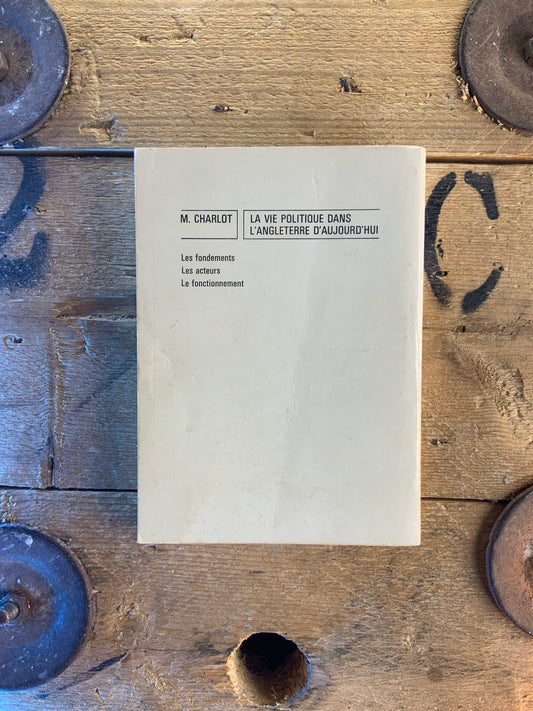 M. CHARLOT
LA VIE POLITIQUE DANS
L'ANGLETERRE D'AUJOURD'HUI
Les fondements
Les acteurs
Le fonctionnement
C